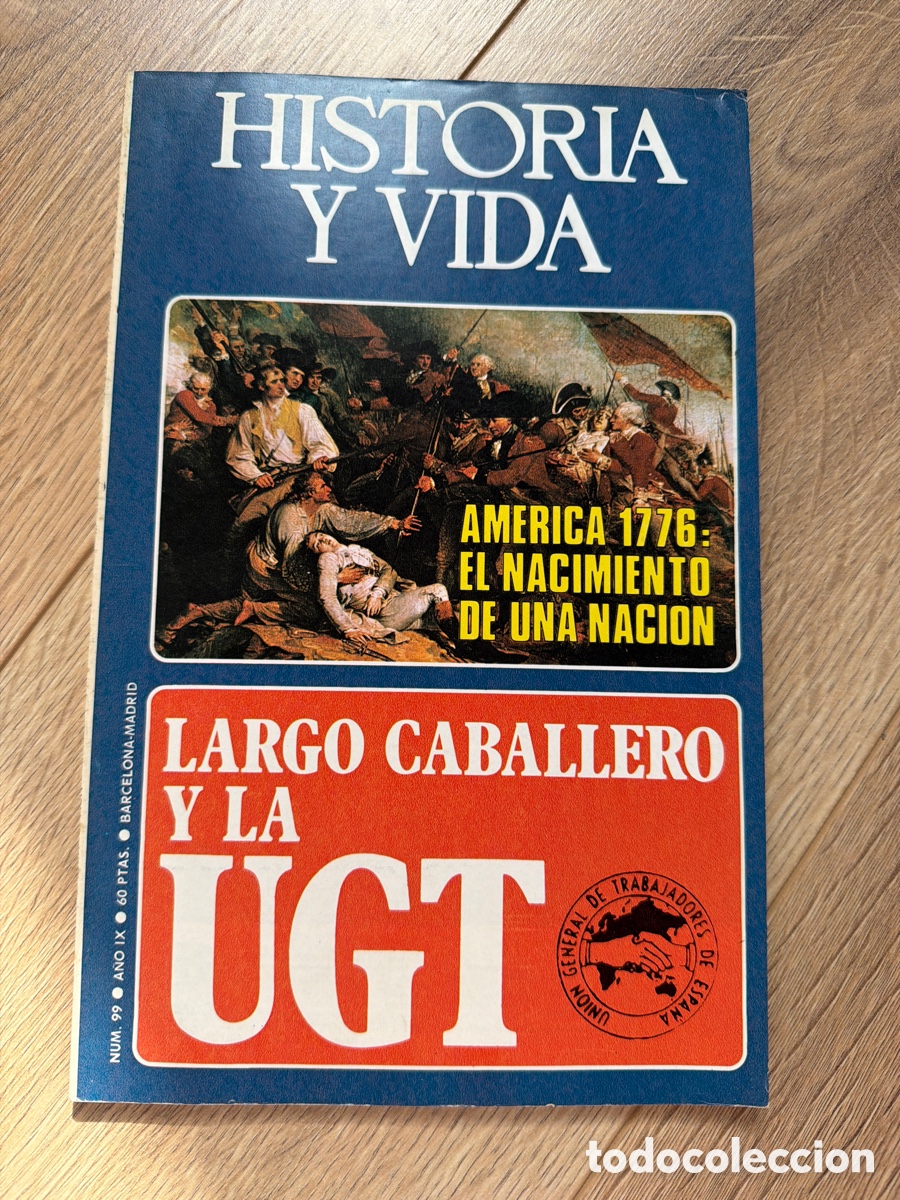 HISTORIA
Y VIDA
AMERICA 1776:
EL NACIMIENTO
DE UNA NACION
LARGO CABALLERO
Y LA
UGT
UNION GENERAL DE TRABAJADORES DE ESPAÑA
NUM. 99 ● AÑO IX ● 60 PTAS. ● BARCELONA-MADRID
todocoleccion